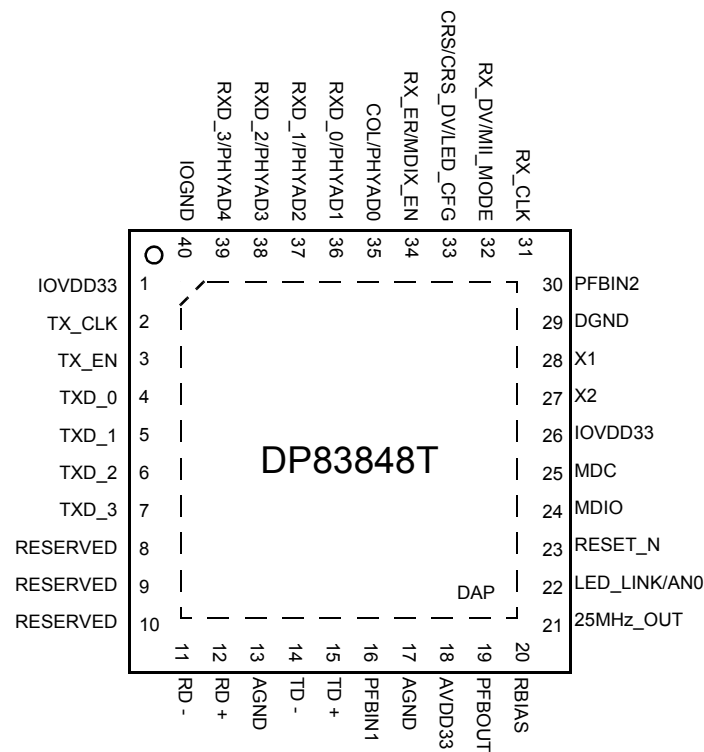 IOGND
RXD_3/PHYAD4
RXD_2/PHYAD3
RXD_1/PHYAD2
RXD_0/PHYAD1
COL/PHYAD0
RX_ER/MDIX_EN
CRS/CRS_DV/LED_CFG
RX_DV/MII_MODE
RX_CLK
40
39
38
37
36
35
34
33
32
31
IOVDD33 1
TX_CLK 2
TX_EN 3
TXD_0 4
TXD_1 5
TXD_2 6
TXD_3 7
RESERVED 8
RESERVED 9
RESERVED 10
DP83848T
DAP
30 PFBIN2
29 DGND
28 X1
27 X2
26 IOVDD33
25 MDC
24 MDIO
23 RESET_N
22 LED_LINK/AN0
21 25MHz_OUT
11
12
13
14
15
16
17
18
19
20
RD -
RD +
AGND
TD -
TD +
PFBIN1
AGND
AVDD33
PFBOUT
RBIAS